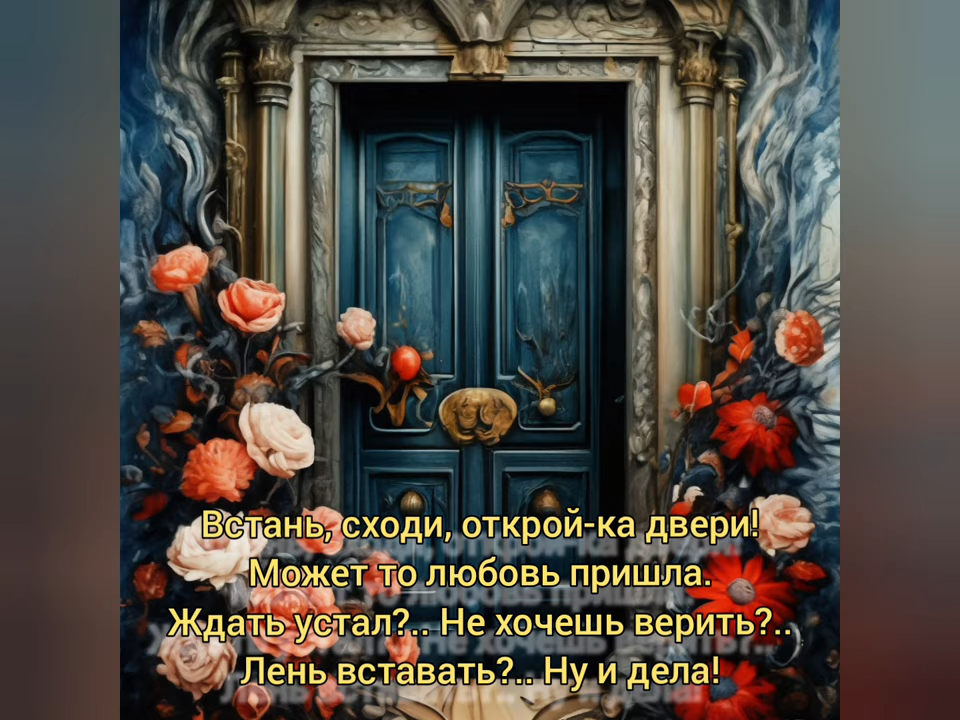 Встань, сходи, открой-ка двери!
Может то любовь пришла.
Ждать устал?.. Не хочешь верить?..
Лень вставать?.. Ну и дела!